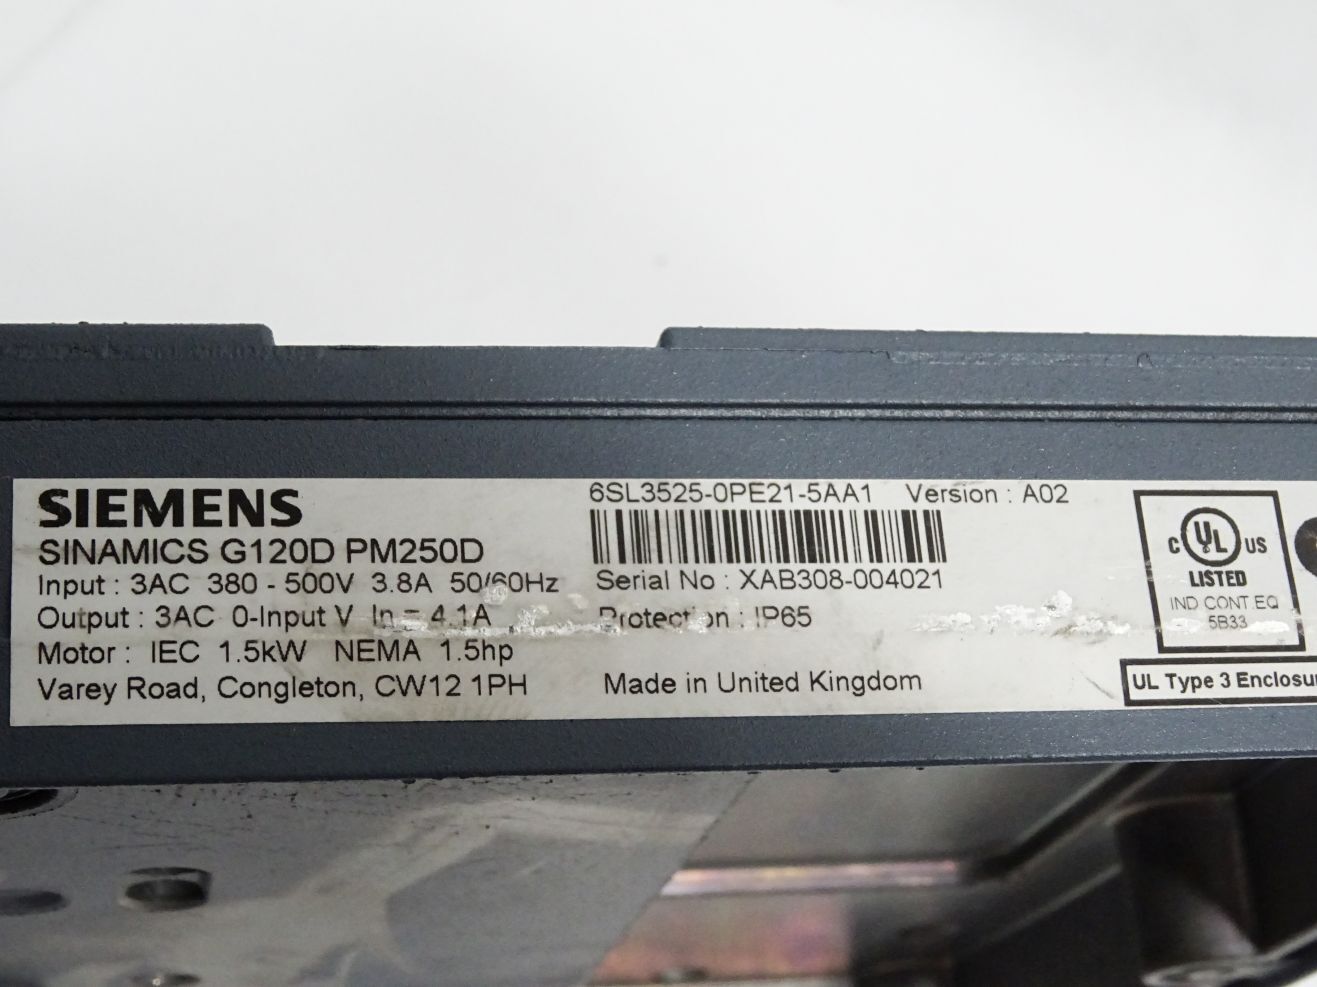 SIEMENS
SINAMICS G120D PM250D
Input : 3AC 380 - 500V 3.8A 50/60Hz
Output : 3AC 0-Input V In = 4.1A
Motor : IEC 1.5kW NEMA 1.5hp
Varey Road, Congleton, CW12 1PH
6SL3525-0PE21-5AA1 Version : A02
Serial No : XAB308-004021
Protection : IP65
Made in United Kingdom
C UL US
LISTED
IND CONT EQ
5B33
UL Type 3 Enclosu